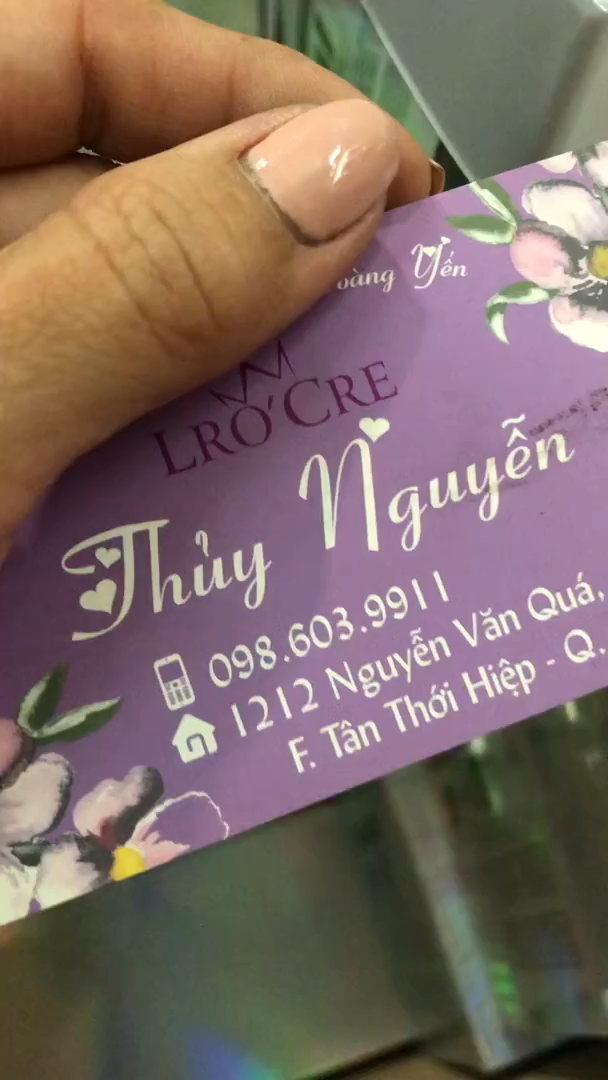 Yến
LRO'CRE
Thủy Nguyễn
098.603.9911
1212 Nguyễn Văn Quá,
F. Tân Thới Hiệp - Q.